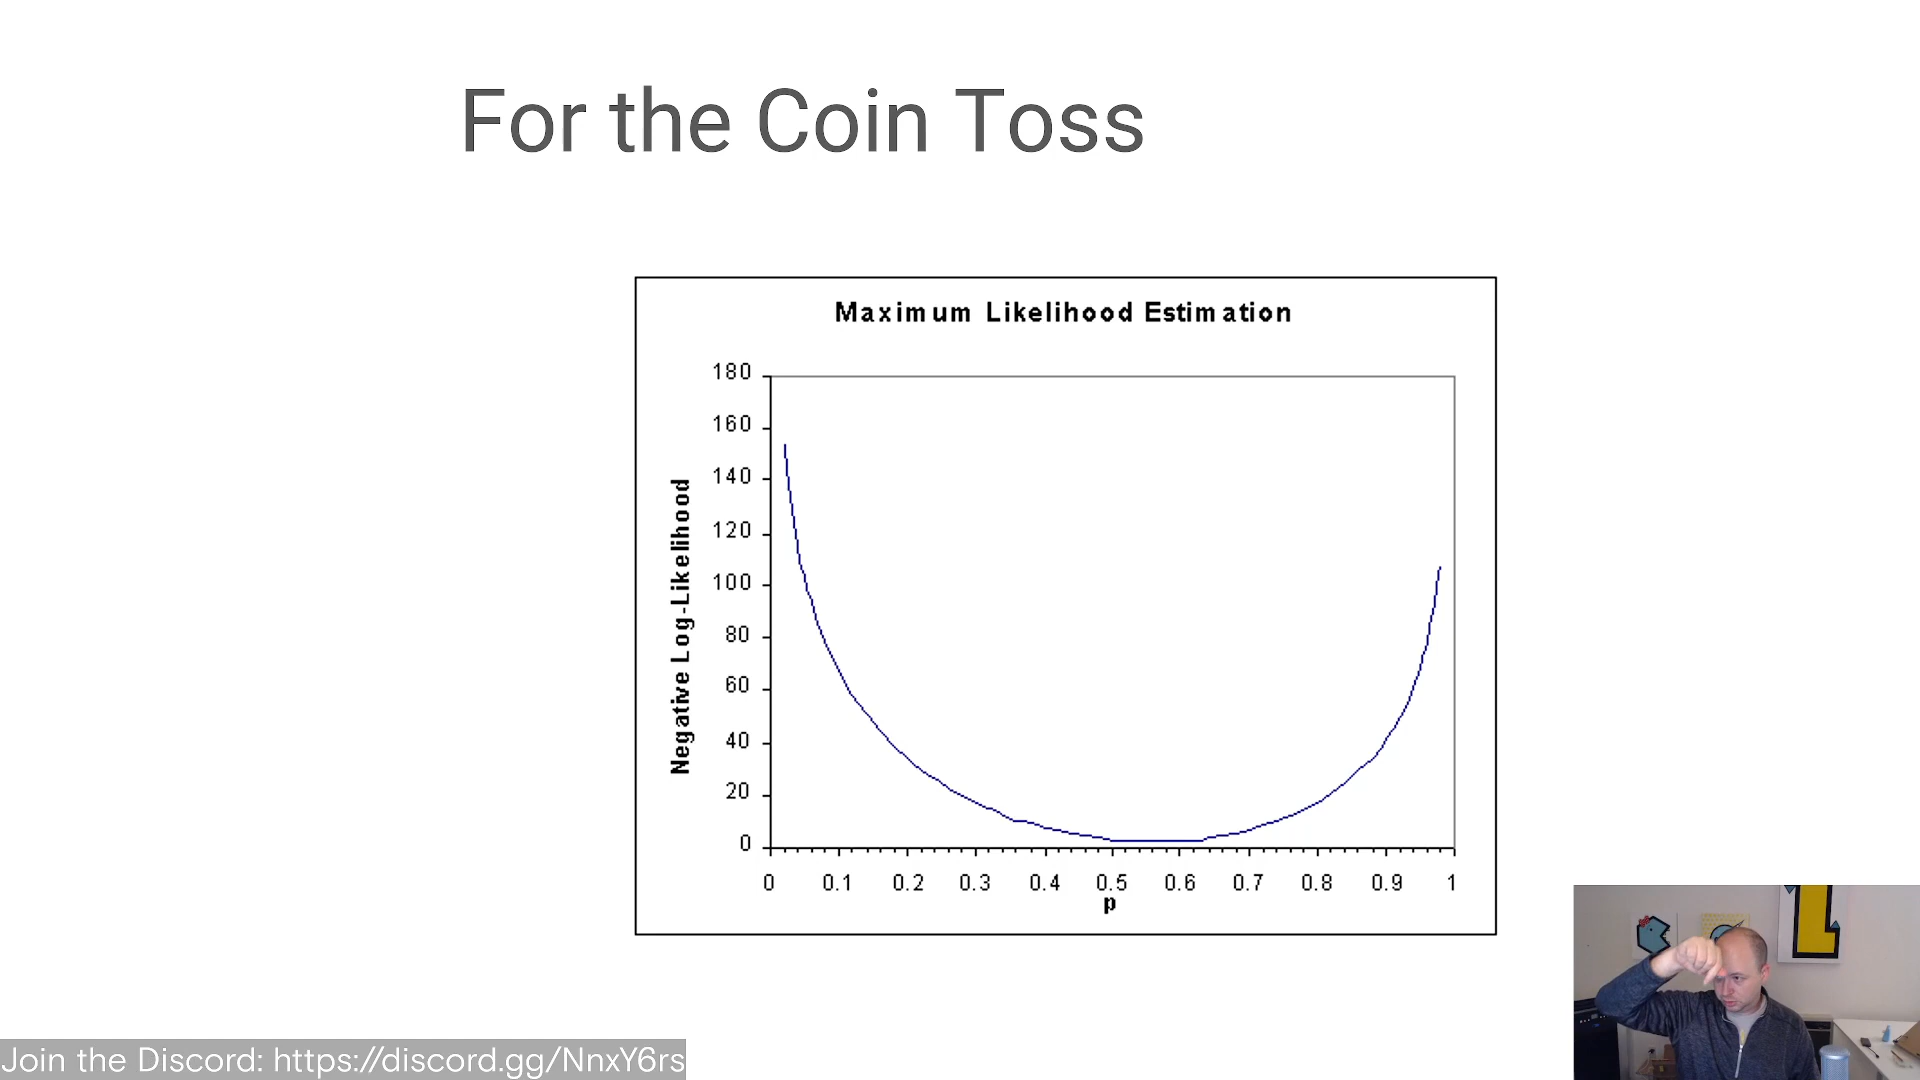 For the Coin Toss
Maximum Likelihood Estimation
180
160
140
120
100
80
60
40
20
0
Negative Log-Likelihood
0 0.1 0.2 0.3 0.4 0.5 0.6 0.7 0.8 0.9 1
p
Join the Discord: https://discord.gg/NnxY6rs